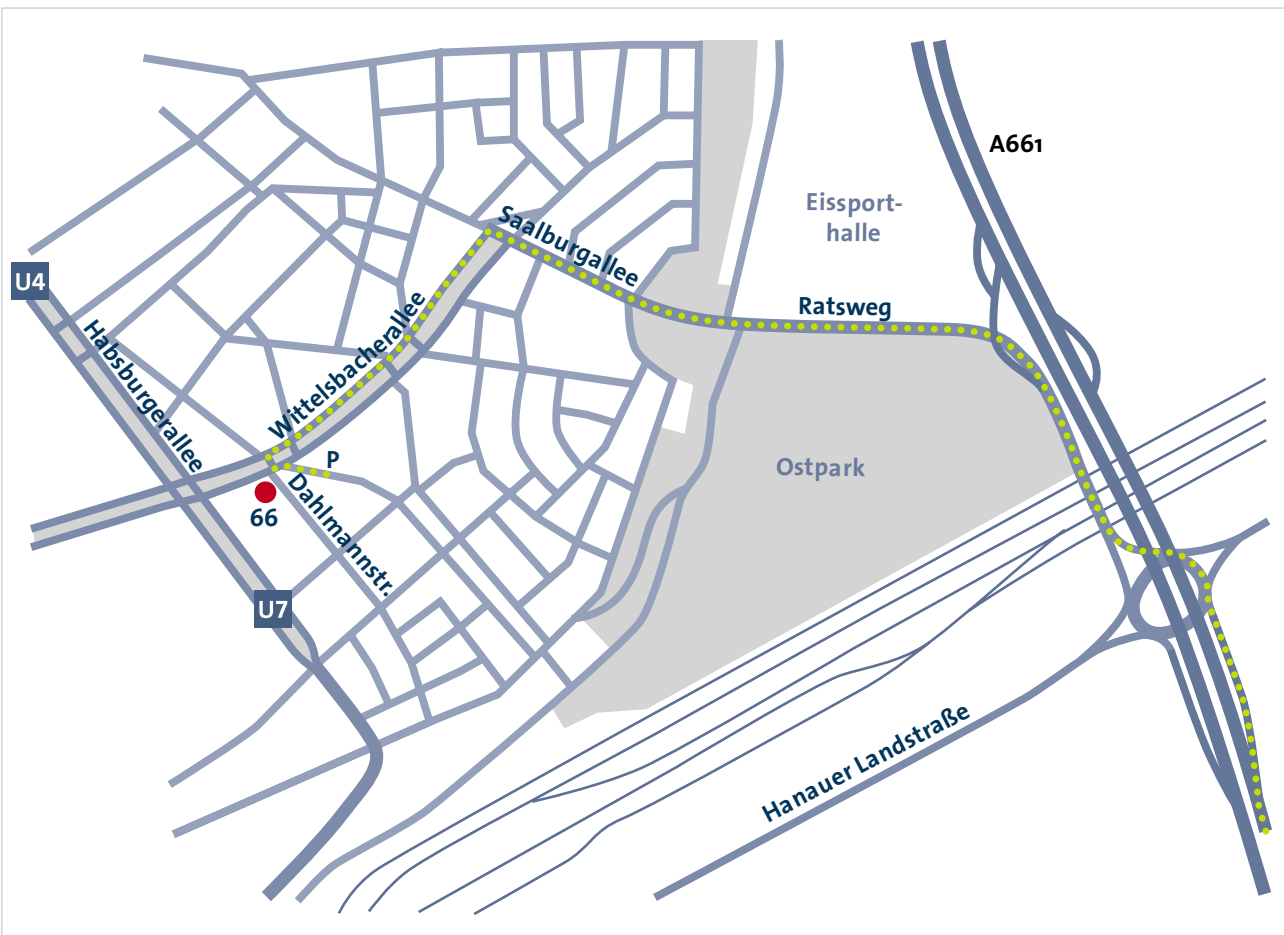 A661
Eissport-
halle
Saalburgallee
U4
Ratsweg
Wittelsbacherallee
Habsburgerallee
P
Ostpark
66
Dahlmannstr.
U7
Hanauer Landstraße